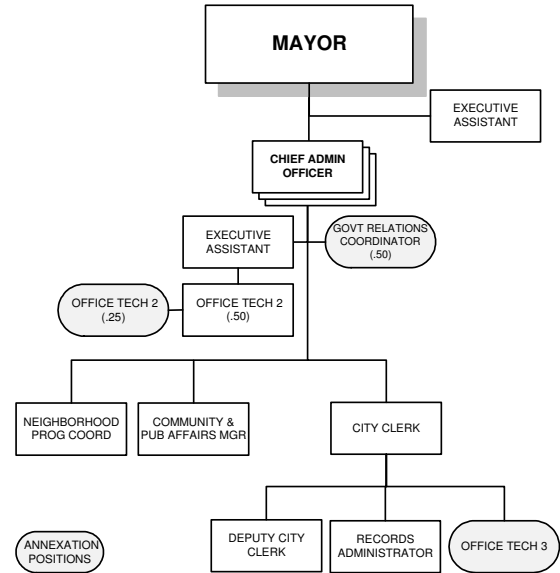 MAYOR
EXECUTIVE
ASSISTANT
CHIEF ADMIN
OFFICER
EXECUTIVE
ASSISTANT
GOVT RELATIONS
COORDINATOR
(.50)
OFFICE TECH 2
(.25)
OFFICE TECH 2
(.50)
NEIGHBORHOOD
PROG COORD
COMMUNITY &
PUB AFFAIRS MGR
CITY CLERK
DEPUTY CITY
CLERK
RECORDS
ADMINISTRATOR
OFFICE TECH 3
ANNEXATION
POSITIONS